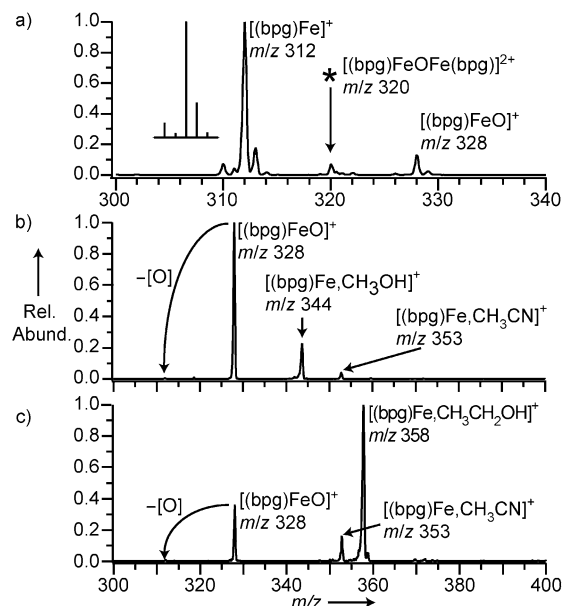 a)
1.0
0.8
0.6
0.4
0.2
0.0
[(bpg)Fe]⁺
m/z 312
*
[(bpg)FeOFe(bpg)]²⁺
m/z 320
[(bpg)FeO]⁺
m/z 328
300 310 320 330 340
b)
1.0
0.8
0.6
0.4
0.2
0.0
Rel.
Abund.
–[O]
[(bpg)FeO]⁺
m/z 328
[(bpg)Fe,CH₃OH]⁺
m/z 344
[(bpg)Fe,CH₃CN]⁺
m/z 353
c)
1.0
0.8
0.6
0.4
0.2
0.0
–[O]
[(bpg)FeO]⁺
m/z 328
[(bpg)Fe,CH₃CH₂OH]⁺
m/z 358
[(bpg)Fe,CH₃CN]⁺
m/z 353
300 320 340 360 380 400
m/z